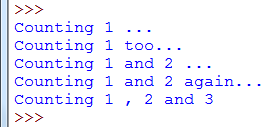 >>>
Counting 1 ...
Counting 1 too...
Counting 1 and 2 ...
Counting 1 and 2 again...
Counting 1 , 2 and 3
>>>